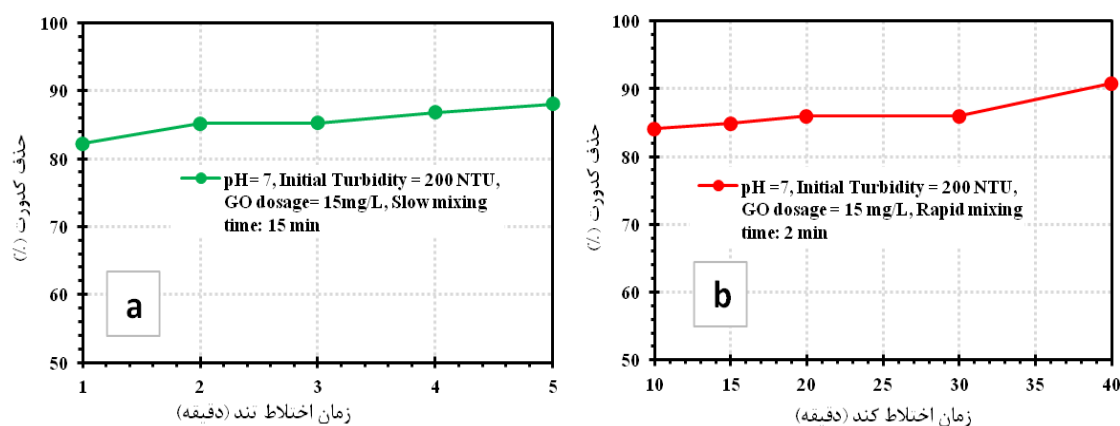 100
90
80
70
60
50
حذف کدورت (%)
pH= 7, Initial Turbidity = 200 NTU,
GO dosage= 15mg/L, Slow mixing
time: 15 min
a
1 2 3 4 5
زمان اختلاط تند (دقیقه)
100
90
80
70
60
50
حذف کدورت (%)
pH =7, Initial Turbidity = 200 NTU,
GO dosage = 15 mg/L, Rapid mixing
time: 2 min
b
10 15 20 25 30 35 40
زمان اختلاط کند (دقیقه)